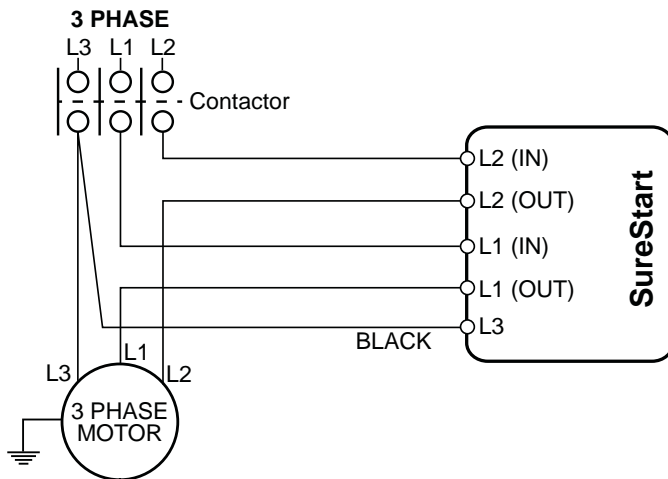 3 PHASE
L3 L1 L2
Contactor
L2 (IN)
L2 (OUT)
L1 (IN)
L1 (OUT)
L3
SureStart
BLACK
L1
L3
L2
3 PHASE
MOTOR